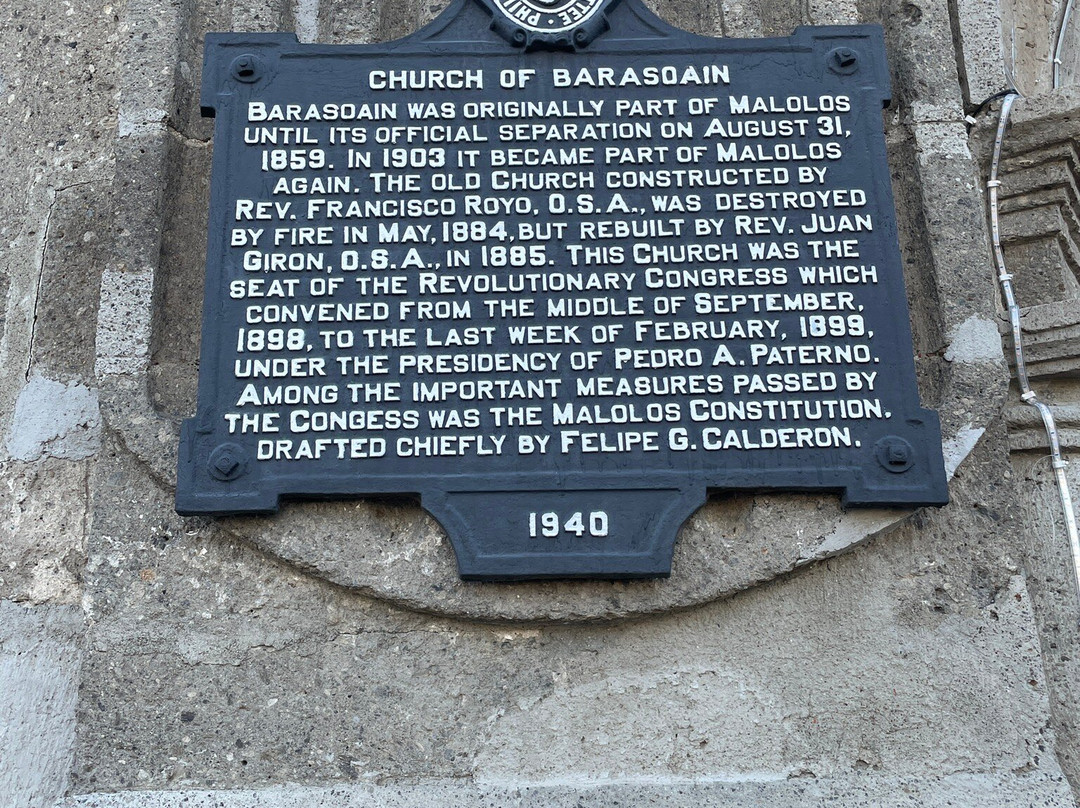 PHIL
TTEE
CHURCH OF BARASOAIN
BARASOAIN WAS ORIGINALLY PART OF MALOLOS
UNTIL ITS OFFICIAL SEPARATION ON AUGUST 31,
1859. IN 1903 IT BECAME PART OF MALOLOS
AGAIN. THE OLD CHURCH CONSTRUCTED BY
REV. FRANCISCO ROYO, O.S.A., WAS DESTROYED
BY FIRE IN MAY, 1884, BUT REBUILT BY REV. JUAN
GIRON, O.S.A., IN 1885. THIS CHURCH WAS THE
SEAT OF THE REVOLUTIONARY CONGRESS WHICH
CONVENED FROM THE MIDDLE OF SEPTEMBER,
1898, TO THE LAST WEEK OF FEBRUARY, 1899,
UNDER THE PRESIDENCY OF PEDRO A. PATERNO.
AMONG THE IMPORTANT MEASURES PASSED BY
THE CONGESS WAS THE MALOLOS CONSTITUTION,
DRAFTED CHIEFLY BY FELIPE G. CALDERON.
1940